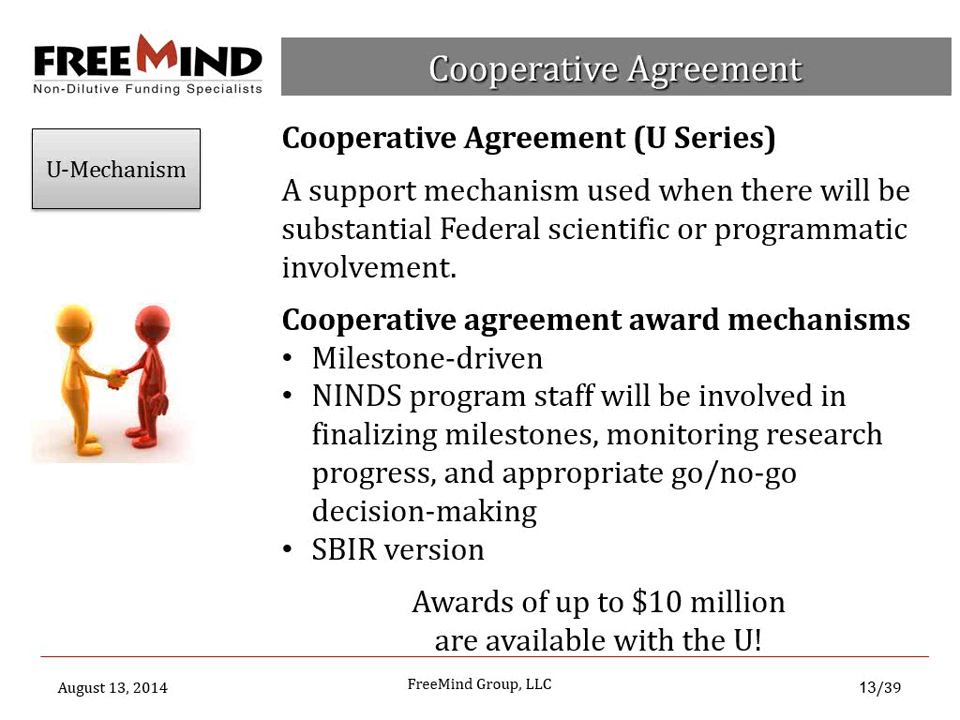 FREEMIND
Non-Dilutive Funding Specialists
Cooperative Agreement
U-Mechanism
Cooperative Agreement (U Series)
A support mechanism used when there will be
substantial Federal scientific or programmatic
involvement.
Cooperative agreement award mechanisms
• Milestone-driven
• NINDS program staff will be involved in
finalizing milestones, monitoring research
progress, and appropriate go/no-go
decision-making
• SBIR version
Awards of up to $10 million
are available with the U!
August 13, 2014
FreeMind Group, LLC
13/39